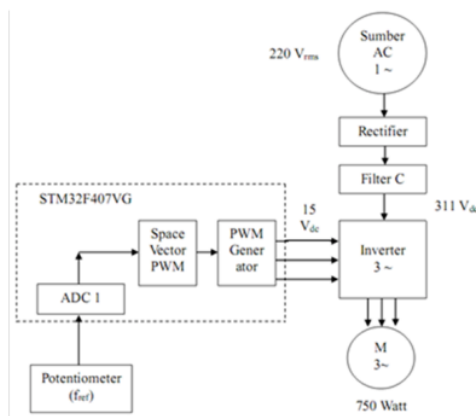 Sumber
AC
1 ~
220 Vrms
Rectifier
Filter C
311 Vdc
STM32F407VG
15
Vdc
Space
Vector
PWM
PWM
Gener
ator
Inverter
3 ~
ADC 1
Potentiometer
(fref)
M
3~
750 Watt